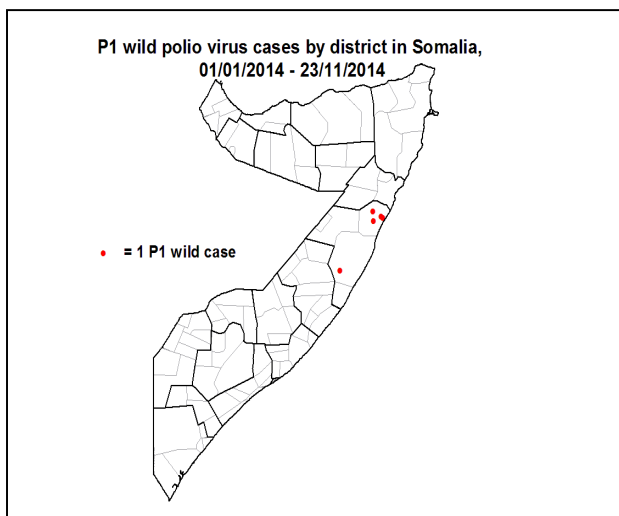 P1 wild polio virus cases by district in Somalia,
01/01/2014 - 23/11/2014
= 1 P1 wild case